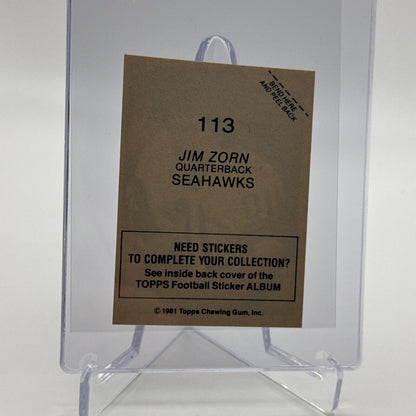 BEND HERE
AND PEEL BACK
113
JIM ZORN
QUARTERBACK
SEAHAWKS
NEED STICKERS
TO COMPLETE YOUR COLLECTION?
See inside back cover of the
TOPPS Football Sticker ALBUM
© 1981 Topps Chewing Gum, Inc.